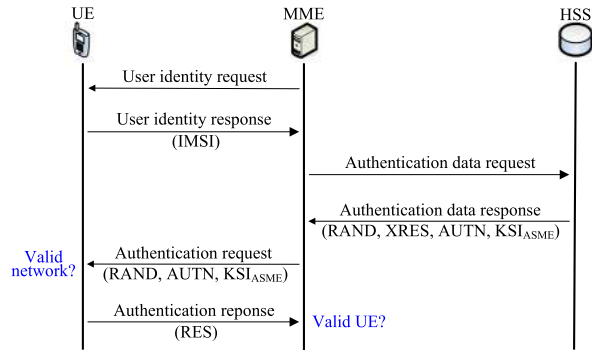 UE
MME
HSS
User identity request
User identity response
(IMSI)
Authentication data request
Authentication data response
(RAND, XRES, AUTN, KSIASME)
Valid
network?
Authentication request
(RAND, AUTN, KSIASME)
Authentication reponse
(RES)
Valid UE?